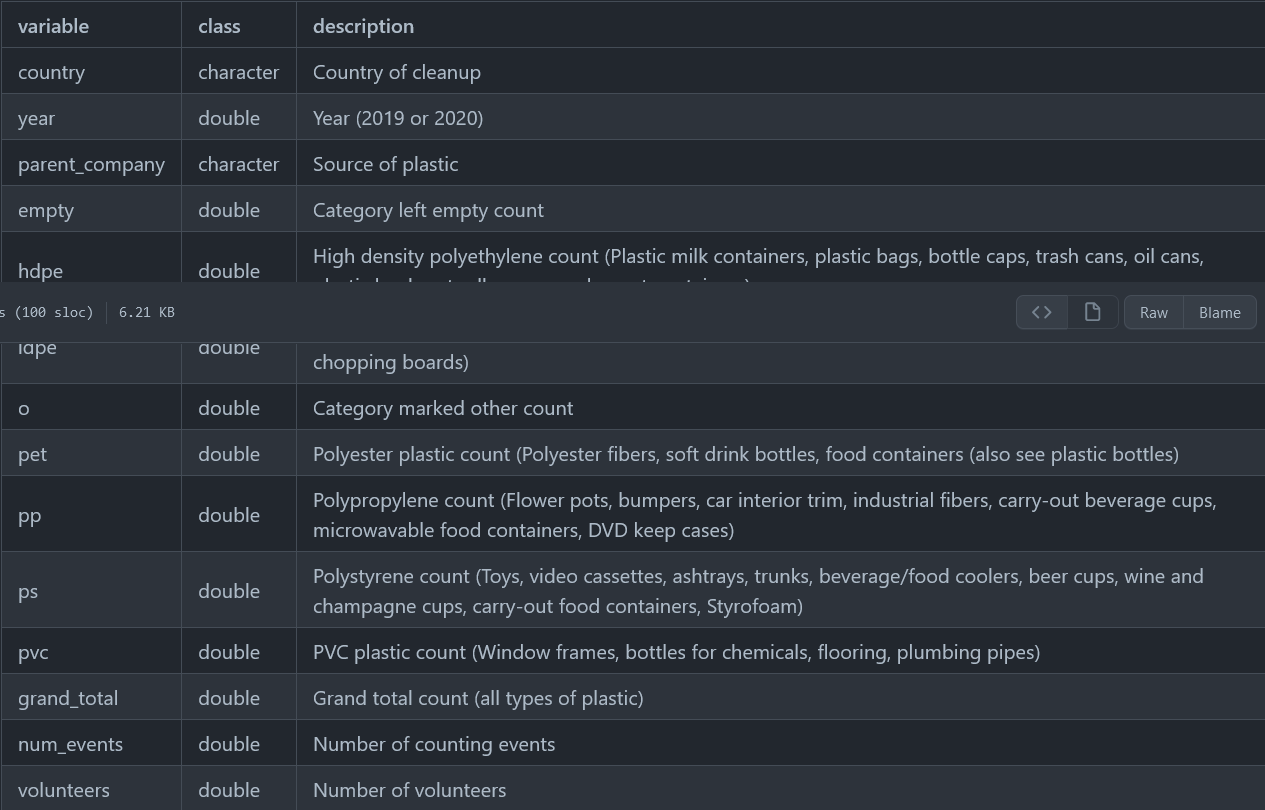 variable class description
country character Country of cleanup
year double Year (2019 or 2020)
parent_company character Source of plastic
empty double Category left empty count
hdpe double High density polyethylene count (Plastic milk containers, plastic bags, bottle caps, trash cans, oil cans,
(100 sloc) 6.21 KB <> Raw Blame
ldpe double
chopping boards)
o double Category marked other count
pet double Polyester plastic count (Polyester fibers, soft drink bottles, food containers (also see plastic bottles)
pp double Polypropylene count (Flower pots, bumpers, car interior trim, industrial fibers, carry-out beverage cups,
microwavable food containers, DVD keep cases)
ps double Polystyrene count (Toys, video cassettes, ashtrays, trunks, beverage/food coolers, beer cups, wine and
champagne cups, carry-out food containers, Styrofoam)
pvc double PVC plastic count (Window frames, bottles for chemicals, flooring, plumbing pipes)
grand_total double Grand total count (all types of plastic)
num_events double Number of counting events
volunteers double Number of volunteers